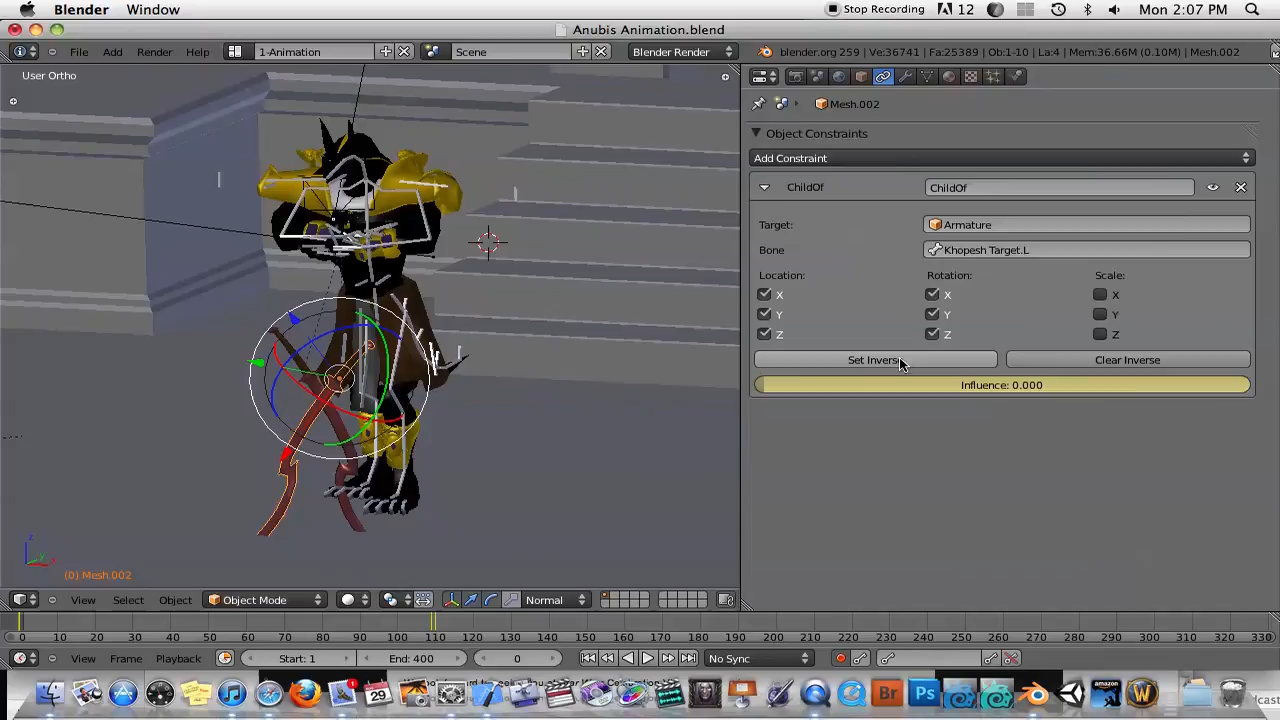 Blender Window Stop Recording 12 Mon 2:07 PM
Anubis Animation.blend
File Add Render Help 1-Animation Scene Blender Render blender.org 259 | Ve:36741 | Fa:25389 | Ob:1-10 | La:4 | Mem:36.66M (0.10M) | Mesh.002
User Ortho
Mesh.002
Object Constraints
Add Constraint
ChildOf ChildOf
Target: Armature
Bone Khopesh Target.L
Location: Rotation: Scale:
X X X
Y Y Y
Z Z Z
Set Inverse Clear Inverse
Influence: 0.000
(0) Mesh.002
View Select Object Object Mode Normal
0 10 20 30 40 50 60 70 80 90 100 110 120 130 140 150 160 170 180 190 200 210 220 230 240 250 260 270 280 290 300 310 320 330
View Frame Playback Start: 1 End: 400 0 No Sync